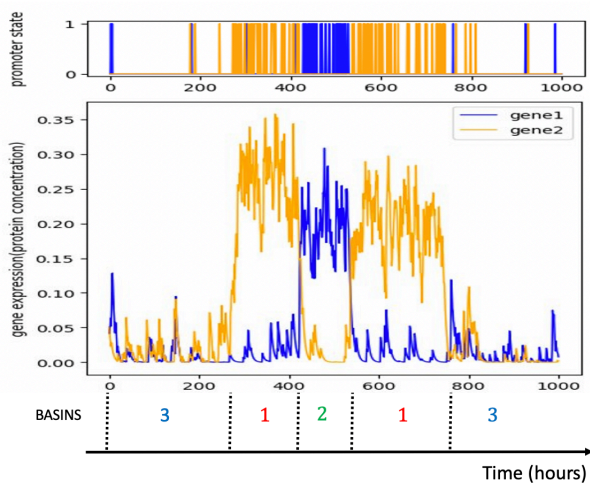 promoter state
1
0
0 200 400 600 800 1000
gene expression(protein concentration)
gene1
gene2
0.35
0.30
0.25
0.20
0.15
0.10
0.05
0.00
0 200 400 600 800 1000
BASINS 3 1 2 1 3
Time (hours)